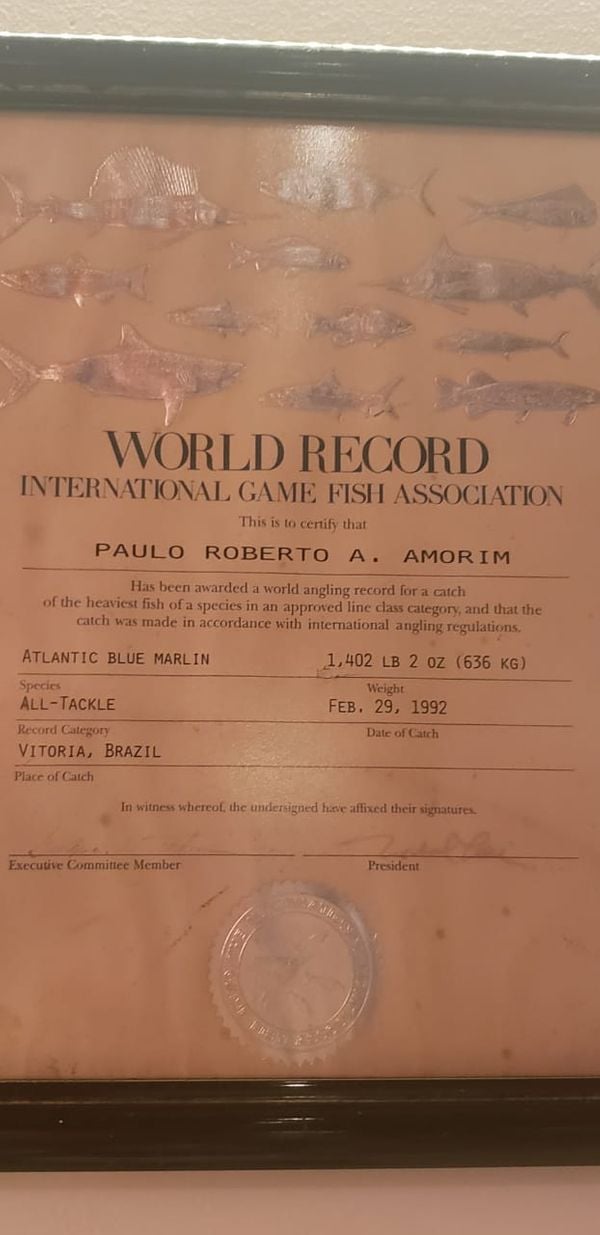 WORLD RECORD
INTERNATIONAL GAME FISH ASSOCIATION
This is to certify that
PAULO ROBERTO A. AMORIM
Has been awarded a world angling record for a catch
of the heaviest fish of a species in an approved line class category, and that the
catch was made in accordance with international angling regulations.
ATLANTIC BLUE MARLIN 1,402 LB 2 OZ (636 KG)
Species Weight
ALL-TACKLE FEB. 29, 1992
Record Category Date of Catch
VITORIA, BRAZIL
Place of Catch
In witness whereof, the undersigned have affixed their signatures.
Executive Committee Member President